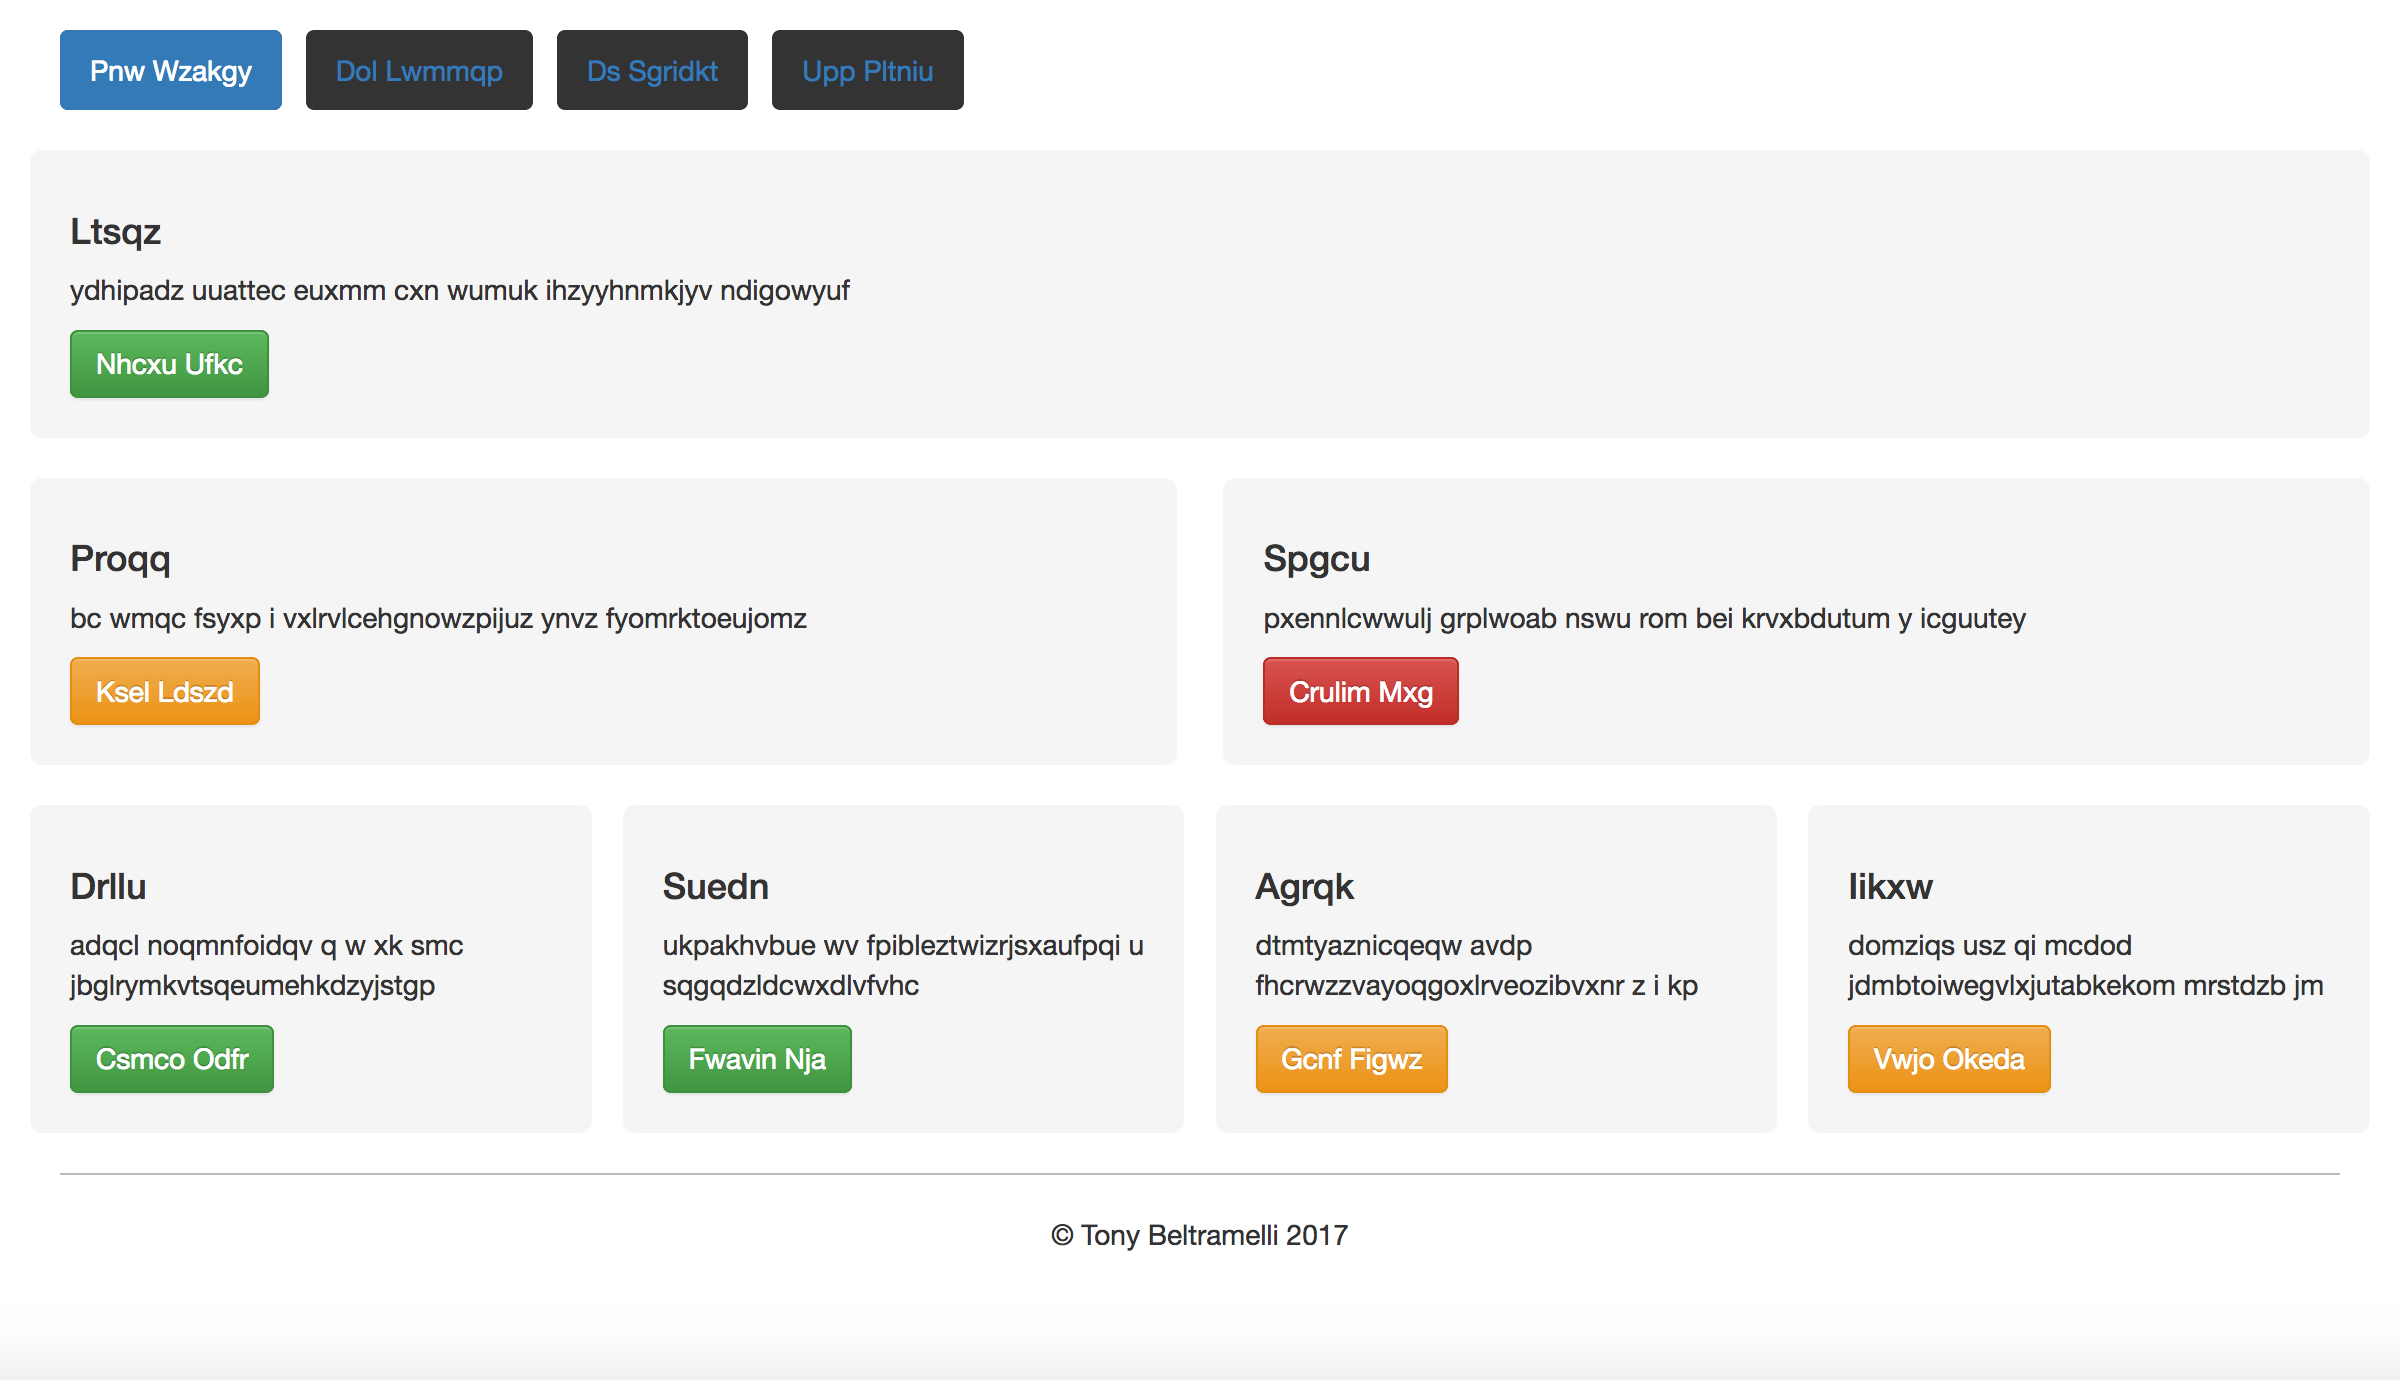 Pnw Wzakgy
Dol Lwmmqp
Ds Sgridkt
Upp Pltniu
Ltsqz
ydhipadz uuattec euxmm cxn wumuk ihzyyhnmkjyv ndigowyuf
Nhcxu Ufkc
Proqq
bc wmqc fsyxp i vxlrvlcehgnowzpijuz ynvz fyomrktoeujomz
Ksel Ldszd
Spgcu
pxennlcwwulj grplwoab nswu rom bei krvxbdutum y icguutey
Crulim Mxg
Drllu
adqcl noqmnfoidqv q w xk smc
jbglrymkvtsqeumehkdzyjstgp
Csmco Odfr
Suedn
ukpakhvbue wv fpibleztwizrjsxaufpqi u
sqgqdzldcwxdlvfvhc
Fwavin Nja
Agrqk
dtmtyaznicqeqw avdp
fhcrwzzvayoqgoxlrveozibvxnr z i kp
Gcnf Figwz
Iikxw
domziqs usz qi mcdod
jdmbtoiwegvlxjutabkekom mrstdzb jm
Vwjo Okeda
© Tony Beltramelli 2017